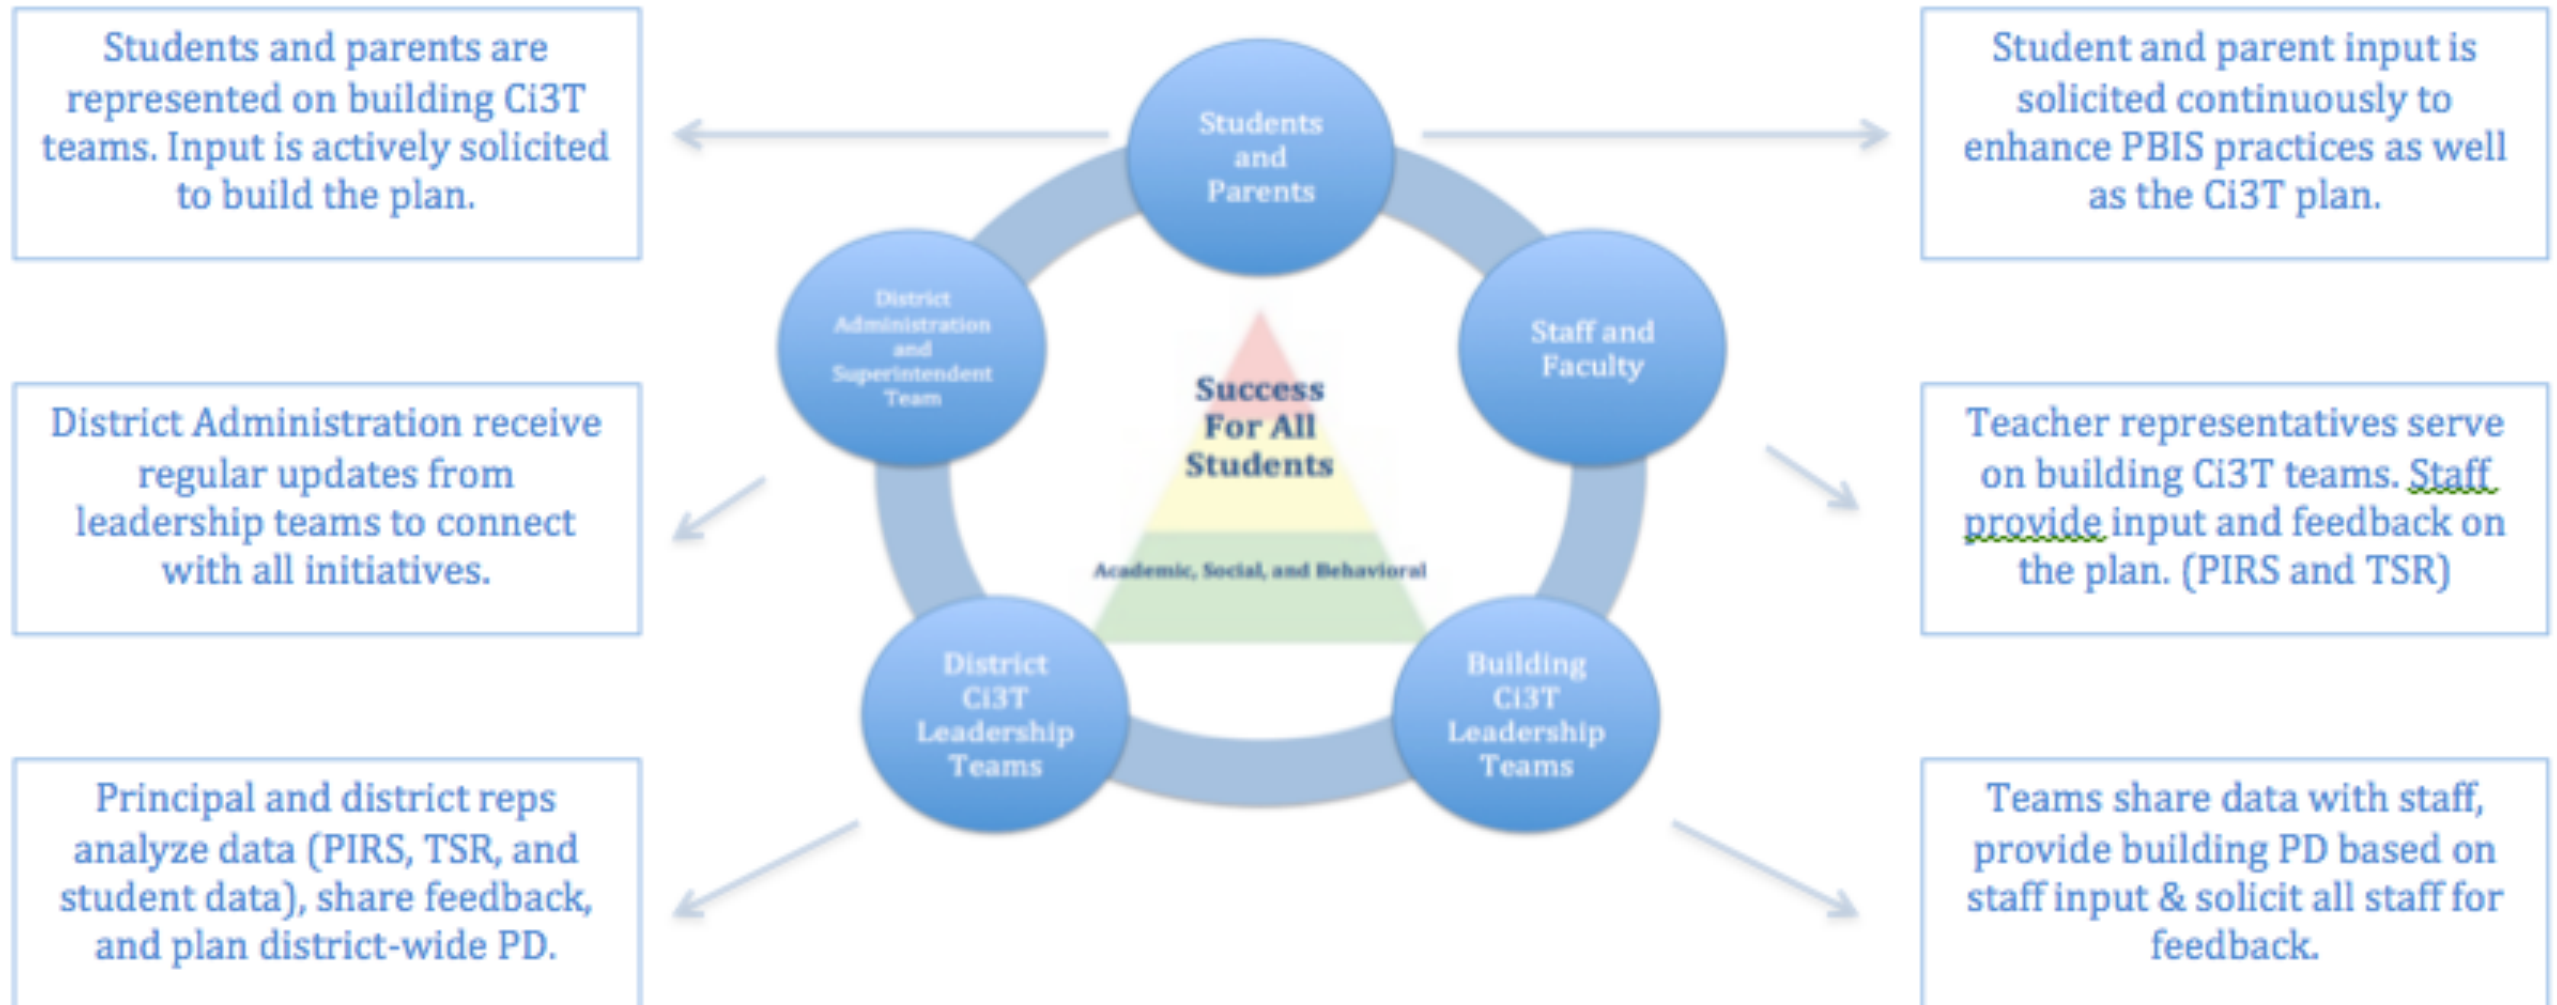 Students and parents are
represented on building Ci3T
teams. Input is actively solicited
to build the plan.
Students
and
Parents
Student and parent input is
solicited continuously to
enhance PBIS practices as well
as the Ci3T plan.
District
Administration
and
Superintendent
Team
Staff and
Faculty
District Administration receive
regular updates from
leadership teams to connect
with all initiatives.
Success
For All
Students
Academic, Social, and Behavioral
Teacher representatives serve
on building Ci3T teams. Staff
provide input and feedback on
the plan. (PIRS and TSR)
District
Ci3T
Leadership
Teams
Building
Ci3T
Leadership
Teams
Principal and district reps
analyze data (PIRS, TSR, and
student data), share feedback,
and plan district-wide PD.
Teams share data with staff,
provide building PD based on
staff input & solicit all staff for
feedback.